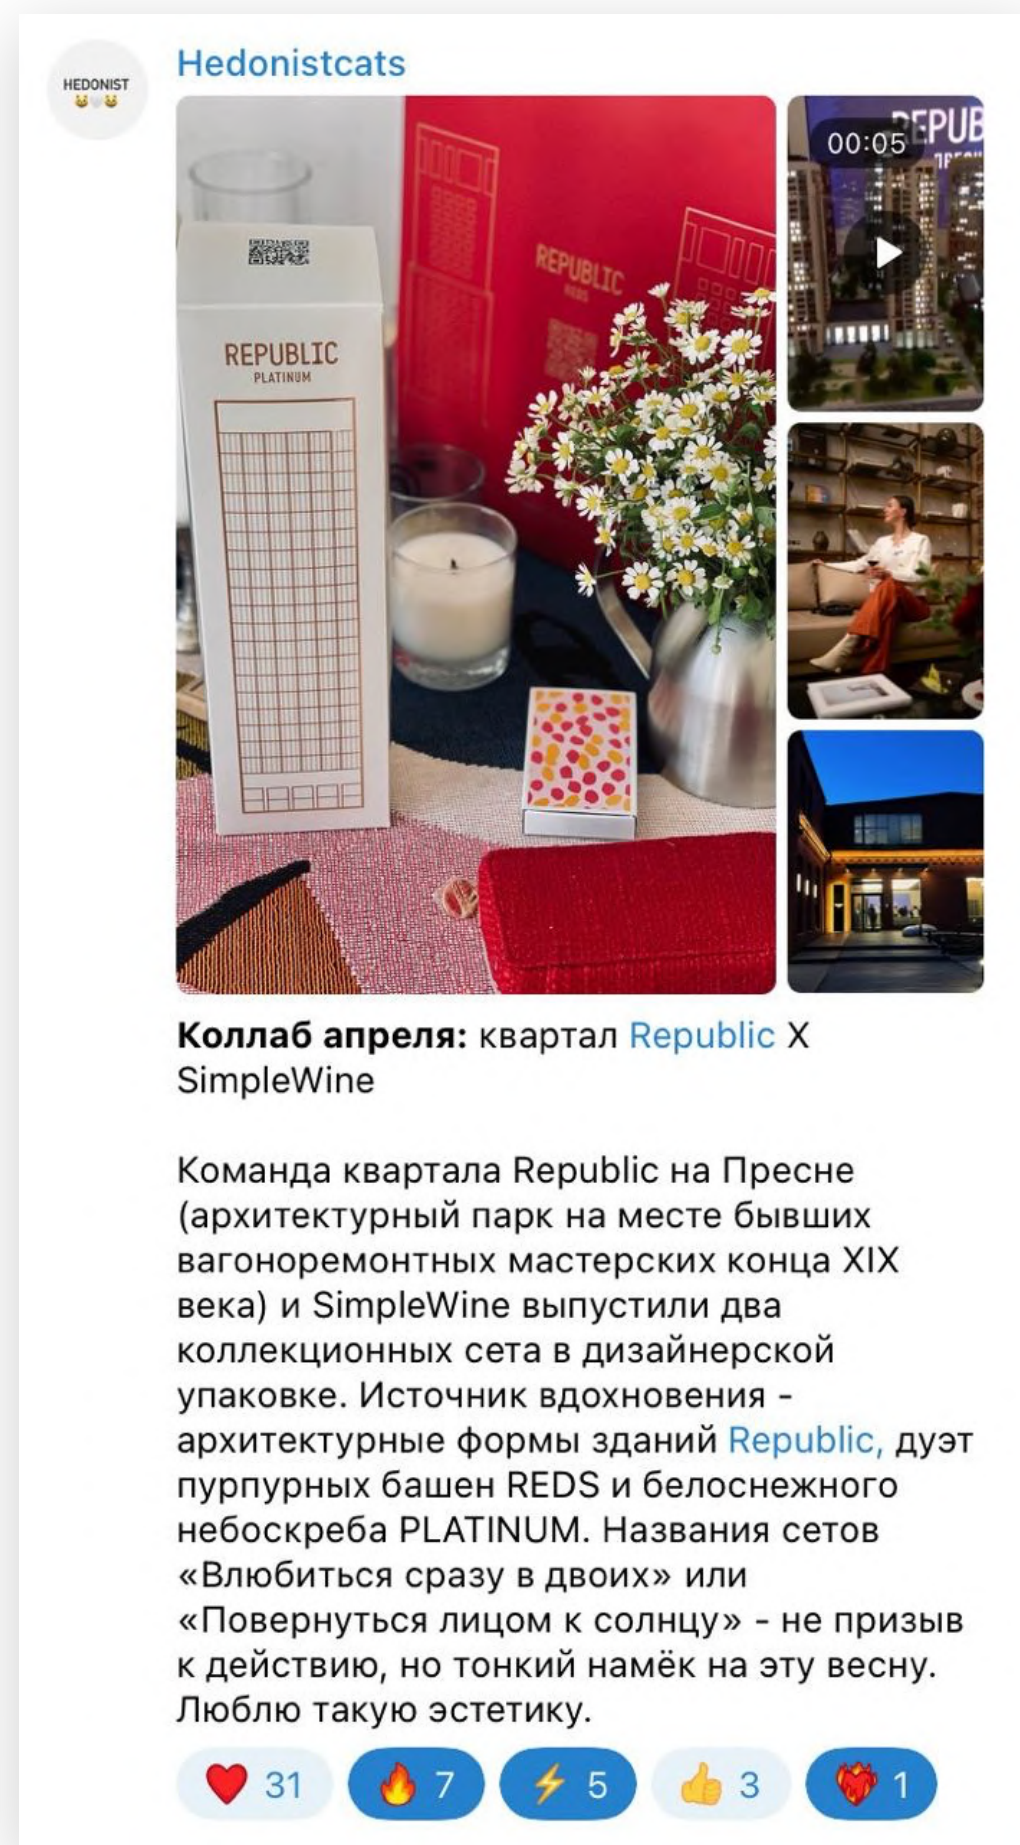 HEDONIST
Hedonistcats
REPUBLIC
PLATINUM
REPUBLIC
REDS
00:05
Коллаб апреля: квартал Republic X
SimpleWine
Команда квартала Republic на Пресне
(архитектурный парк на месте бывших
вагоноремонтных мастерских конца XIX
века) и SimpleWine выпустили два
коллекционных сета в дизайнерской
упаковке. Источник вдохновения -
архитектурные формы зданий Republic, дуэт
пурпурных башен REDS и белоснежного
небоскреба PLATINUM. Названия сетов
«Влюбиться сразу в двоих» или
«Повернуться лицом к солнцу» - не призыв
к действию, но тонкий намёк на эту весну.
Люблю такую эстетику.
31 7 5 3 1